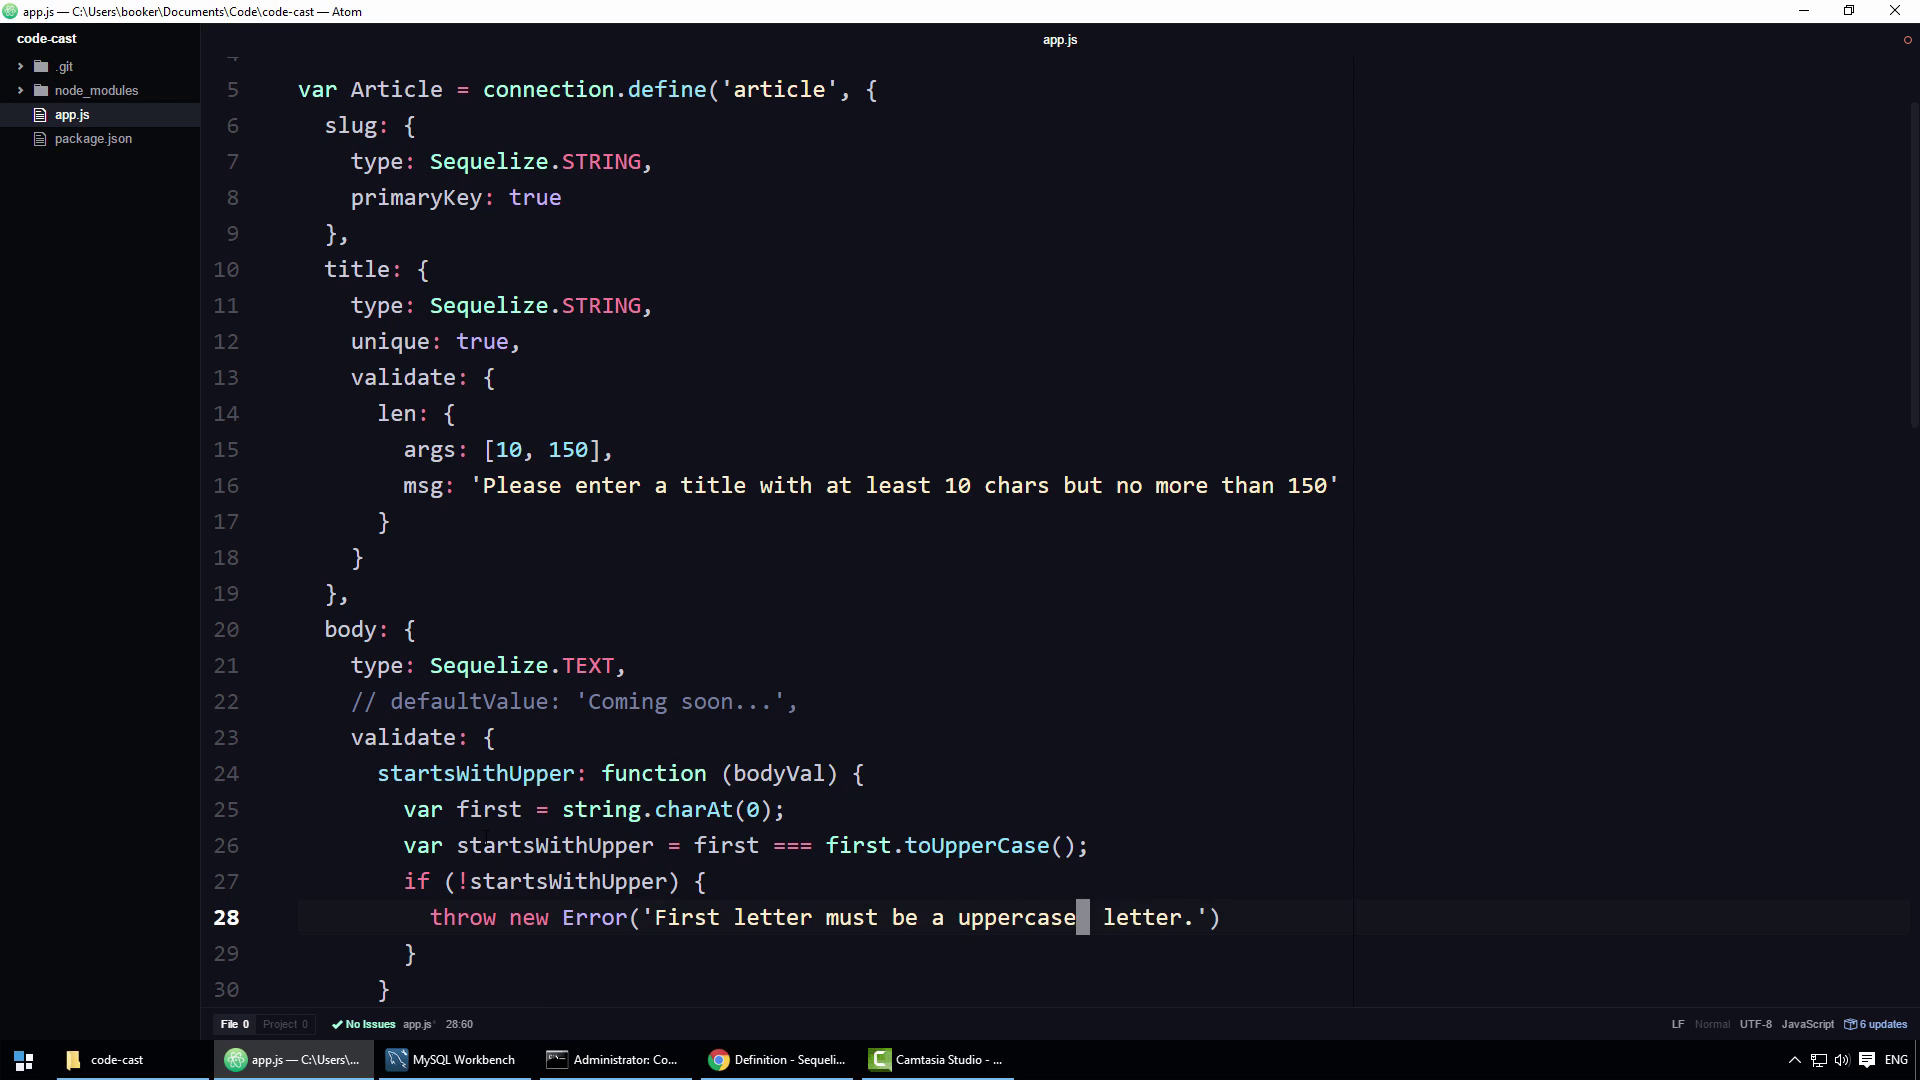 app.js — C:\Users\booker\Documents\Code\code-cast — Atom
code-cast
app.js
.git
node_modules
app.js
package.json
4
5 var Article = connection.define('article', {
6 slug: {
7 type: Sequelize.STRING,
8 primaryKey: true
9 },
10 title: {
11 type: Sequelize.STRING,
12 unique: true,
13 validate: {
14 len: {
15 args: [10, 150],
16 msg: 'Please enter a title with at least 10 chars but no more than 150'
17 }
18 }
19 },
20 body: {
21 type: Sequelize.TEXT,
22 // defaultValue: 'Coming soon...',
23 validate: {
24 startsWithUpper: function (bodyVal) {
25 var first = string.charAt(0);
26 var startsWithUpper = first === first.toUpperCase();
27 if (!startsWithUpper) {
28 throw new Error('First letter must be a uppercase letter.')
29 }
30 }
File 0 Project 0 No Issues app.js* 28:60 LF Normal UTF-8 JavaScript 6 updates
code-cast app.js — C:\Users\... MySQL Workbench Administrator: Co... Definition - Sequeli... Camtasia Studio - ... ENG